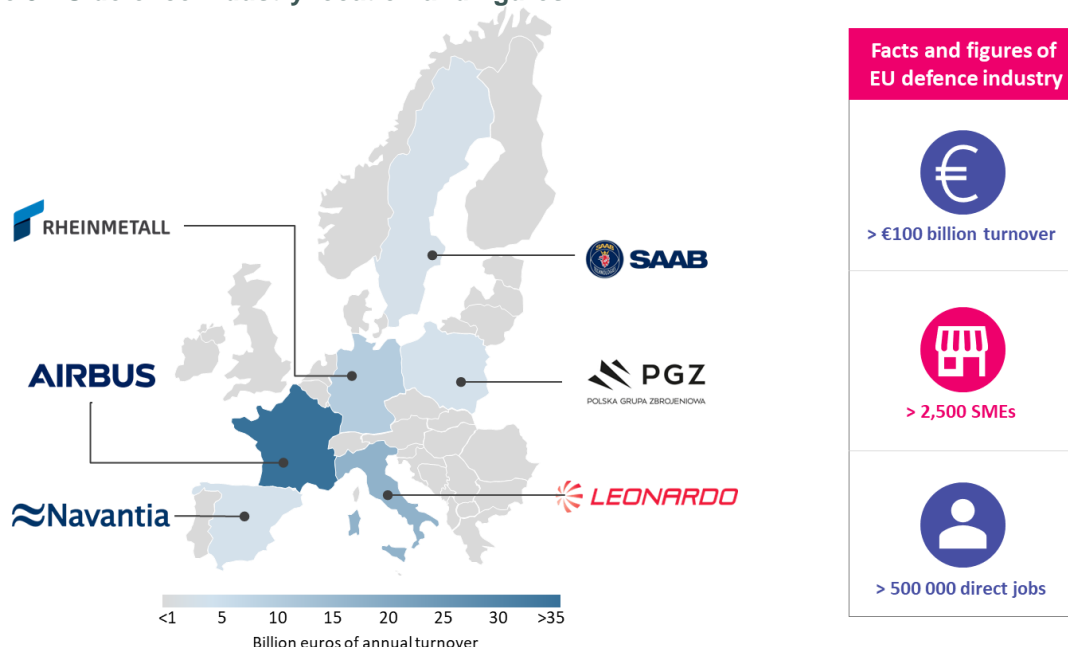 Facts and figures of
EU defence industry
RHEINMETALL
> €100 billion turnover
SAAB
SAAB
AIRBUS
PGZ
POLSKA GRUPA ZBROJENIOWA
> 2,500 SMEs
Navantia
LEONARDO
> 500 000 direct jobs
<1 5 10 15 20 25 30 >35
Billion euros of annual turnover